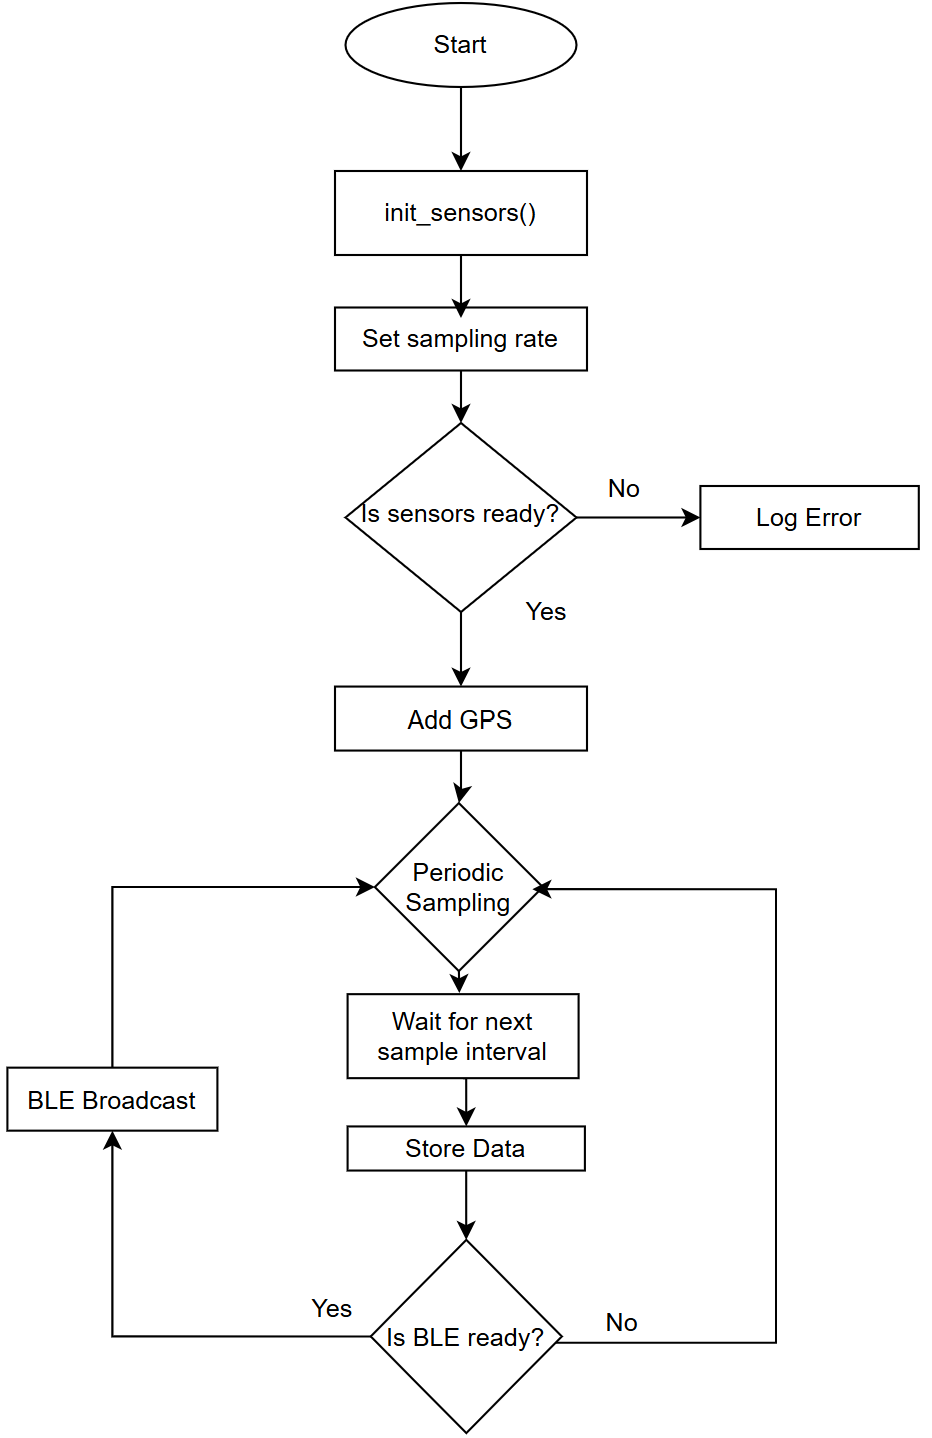 Start
init_sensors()
Set sampling rate
Is sensors ready?
No
Log Error
Yes
Add GPS
Periodic
Sampling
Wait for next
sample interval
BLE Broadcast
Store Data
Yes
Is BLE ready?
No